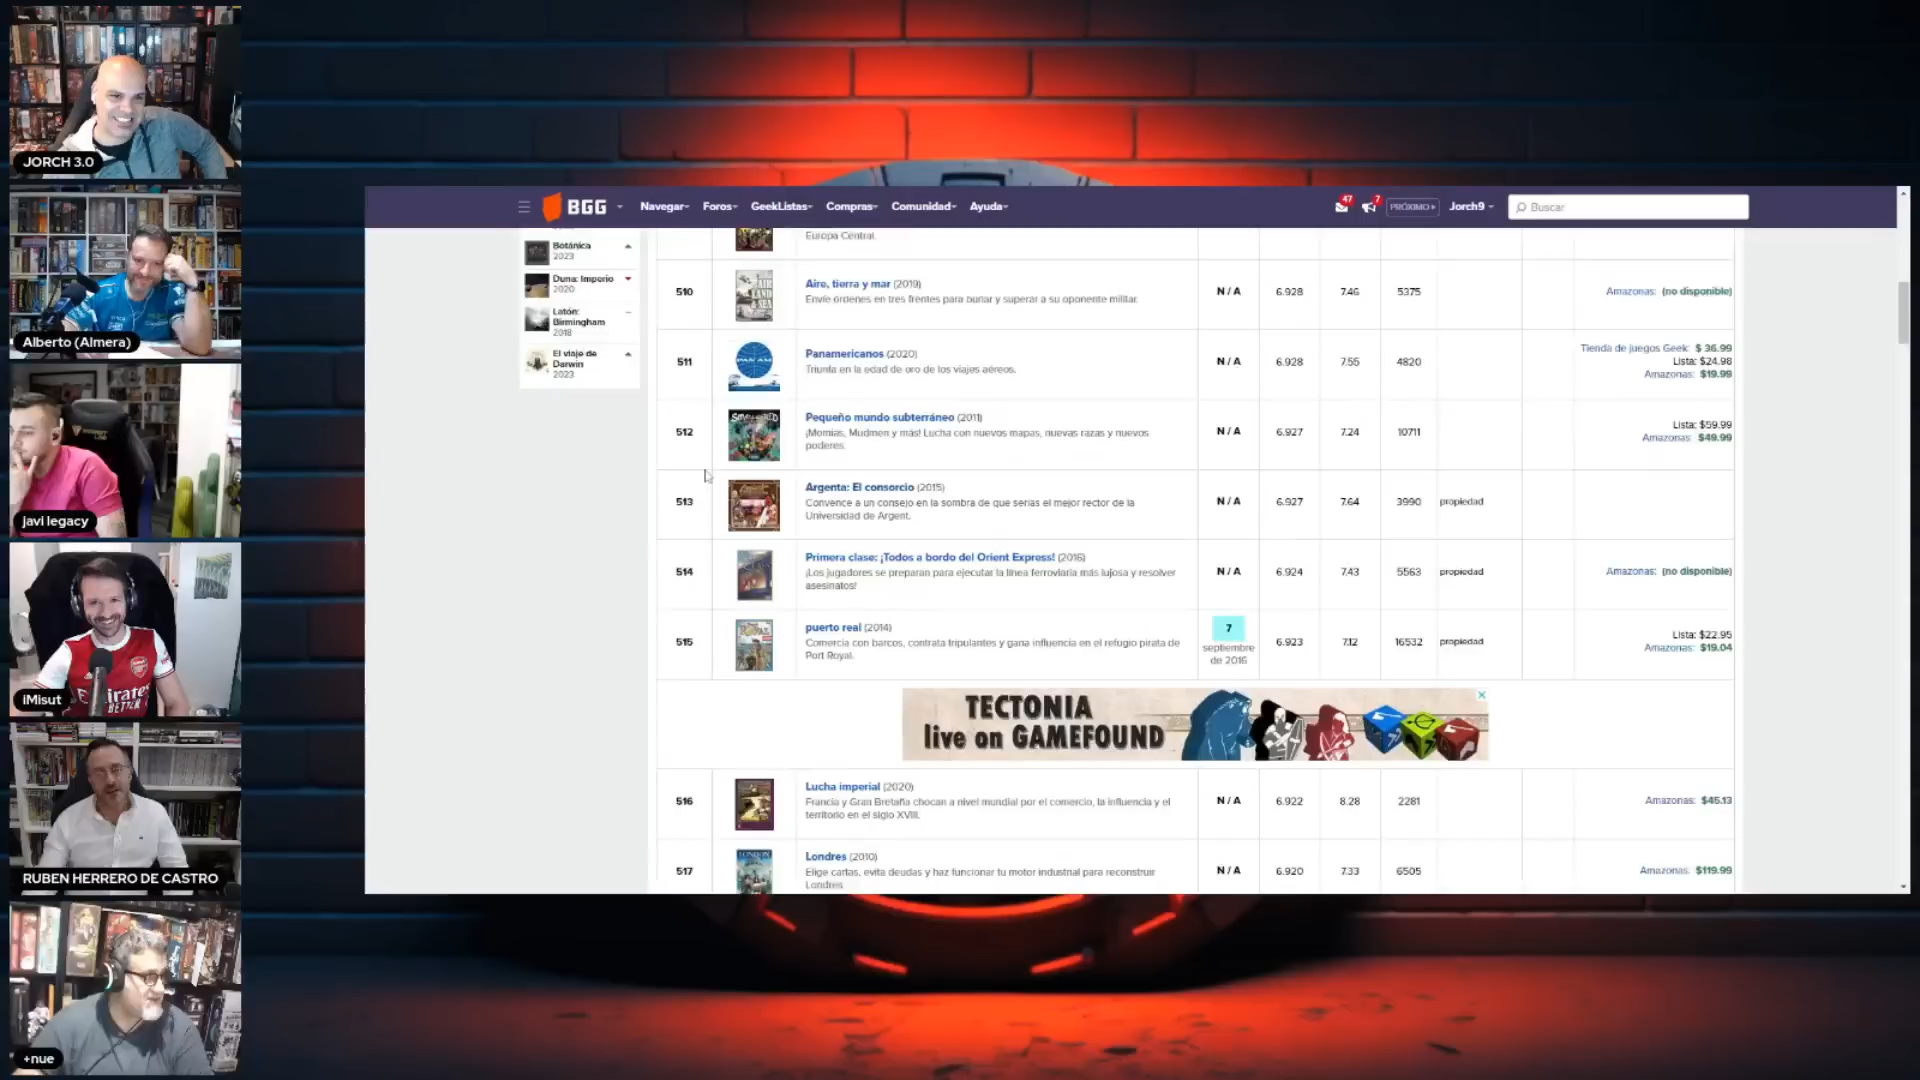 JORCH 3.0
Alberto (Almera)
javi legacy
iMisut
RUBEN HERRERO DE CASTRO
+nue
BGG
Navegar
Foros
GeekListas
Compras
Comunidad
Ayuda
47
7
PRÓXIMO
Jorch9
Buscar
Botánica
2023
Duna: Imperio
2020
Latón:
Birmingham
2018
El viaje de
Darwin
2023
Europa Central.
510
AIR LAND & SEA
Aire, tierra y mar (2019)
Envíe órdenes en tres frentes para burlar y superar a su oponente militar.
N/A
6.928
7.46
5375
Amazonas: (no disponible)
511
PAN AM
Panamericanos (2020)
Triunfa en la edad de oro de los viajes aéreos.
N/A
6.928
7.55
4820
Tienda de juegos Geek: $ 36.99
Lista: $24.98
Amazonas: $19.99
512
Pequeño mundo subterráneo (2011)
¡Momias, Mudmen y más! Lucha con nuevos mapas, nuevas razas y nuevos
poderes.
N/A
6.927
7.24
10711
Lista: $59.99
Amazonas: $49.99
513
Argenta: El consorcio (2015)
Convence a un consejo en la sombra de que serías el mejor rector de la
Universidad de Argent.
N/A
6.927
7.64
3990
propiedad
514
Primera clase: ¡Todos a bordo del Orient Express! (2016)
¡Los jugadores se preparan para ejecutar la línea ferroviaria más lujosa y resolver
asesinatos!
N/A
6.924
7.43
5563
propiedad
Amazonas: (no disponible)
515
puerto real (2014)
Comercia con barcos, contrata tripulantes y gana influencia en el refugio pirata de
Port Royal.
7
septiembre
de 2016
6.923
7.12
16532
propiedad
Lista: $22.95
Amazonas: $19.04
TECTONIA
live on GAMEFOUND
516
Lucha imperial (2020)
Francia y Gran Bretaña chocan a nivel mundial por el comercio, la influencia y el
territorio en el siglo XVIII.
N/A
6.922
8.28
2281
Amazonas: $45.13
517
LONDON
Londres (2010)
Elige cartas, evita deudas y haz funcionar tu motor industrial para reconstruir
Londres
N/A
6.920
7.33
6505
Amazonas: $119.99